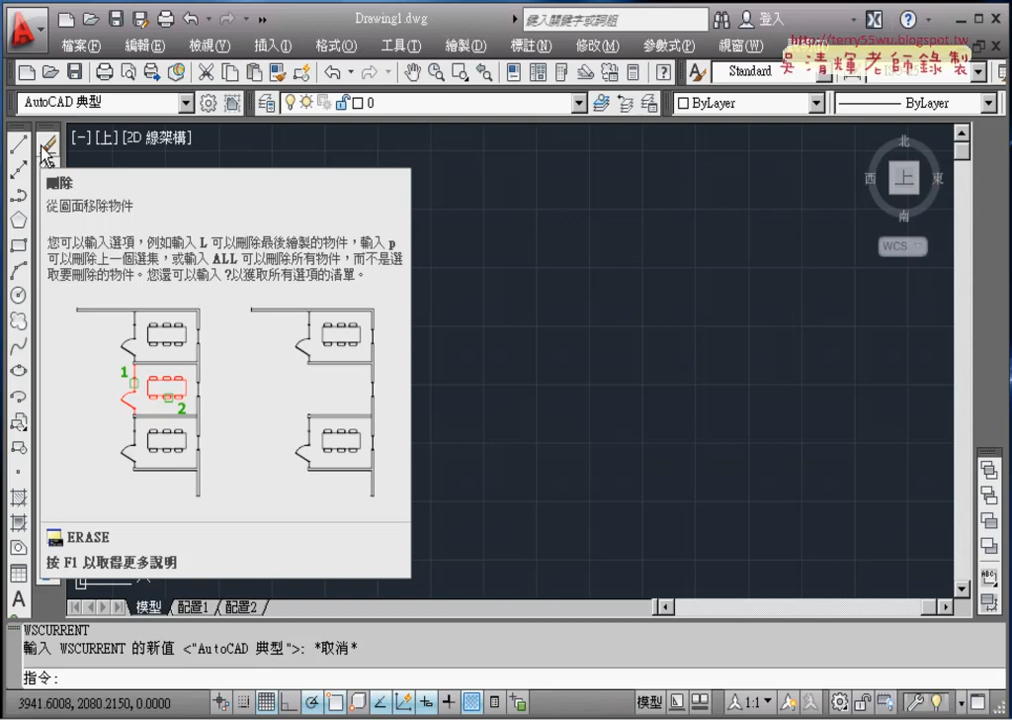 Drawing1.dwg
鍵入關鍵字或詞組
登入
檔案(F)
編輯(E)
檢視(V)
插入(I)
格式(O)
工具(T)
繪製(D)
標註(N)
修改(M)
參數式(P)
視窗(W)
http://terry55wu.blogspot.tw
吳清輝老師錄製
Standard
AutoCAD 典型
0
ByLayer
ByLayer
[−] [上] [2D 線架構]
北
西
上
東
南
WCS
刪除
從圖面移除物件
您可以輸入選項，例如輸入 L 可以刪除最後繪製的物件，輸入 p
可以刪除上一個選集，或輸入 ALL 可以刪除所有物件，而不是選
取要刪除的物件。您還可以輸入 ?以獲取所有選項的清單。
1
2
ERASE
按 F1 以取得更多說明
A
ABC
模型
配置1
配置2
WSCURRENT
輸入 WSCURRENT 的新值 <"AutoCAD 典型">: *取消*
指令:
3941.6008, 2080.2150, 0.0000
模型
1:1